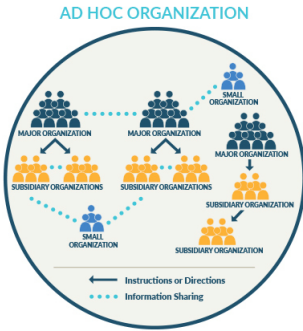 AD HOC ORGANIZATION
SMALL
ORGANIZATION
MAJOR ORGANIZATION
MAJOR ORGANIZATION
MAJOR ORGANIZATION
SUBSIDIARY ORGANIZATIONS
SUBSIDIARY ORGANIZATIONS
SUBSIDIARY ORGANIZATION
SMALL
ORGANIZATION
SUBSIDIARY ORGANIZATION
Instructions or Directions
Information Sharing